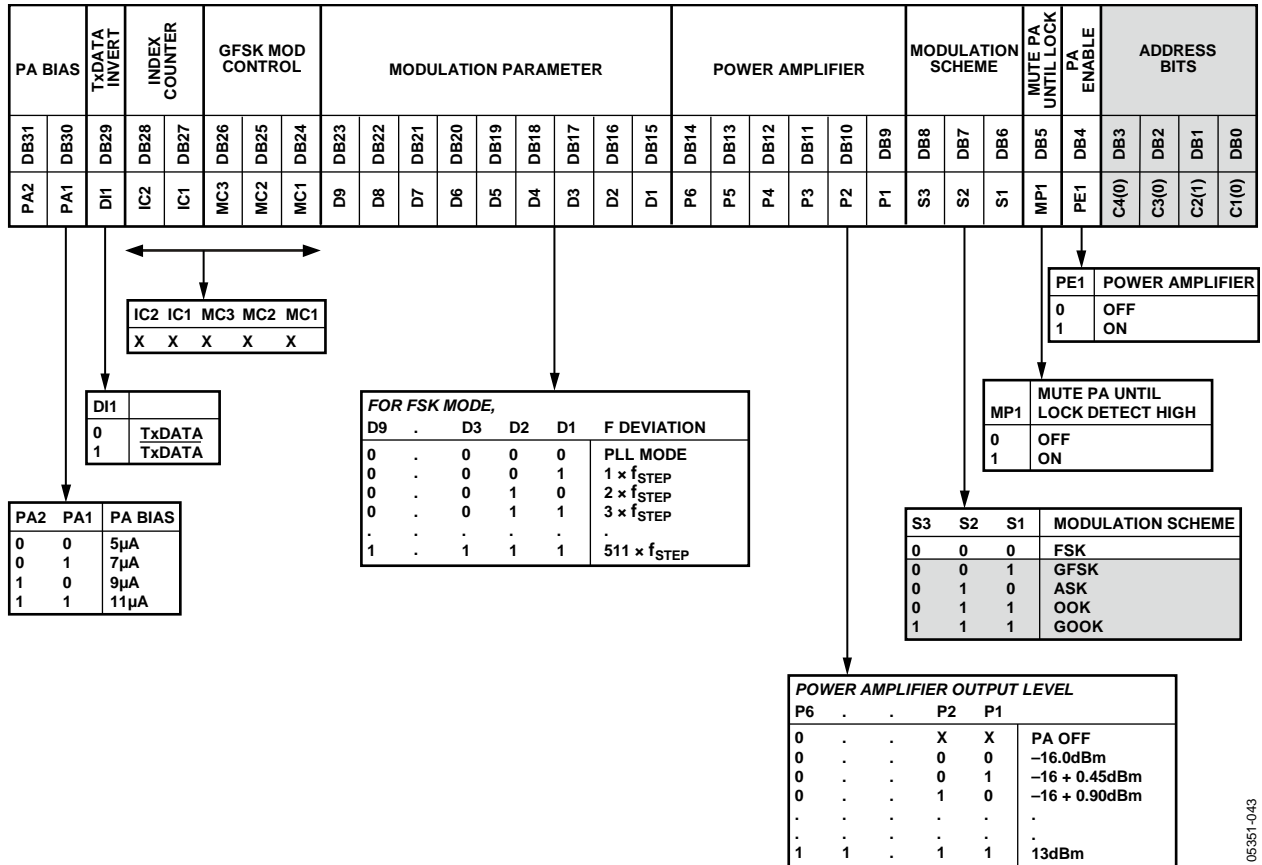 PA BIAS
TxDATA
INVERT
INDEX
COUNTER
GFSK MOD
CONTROL
MODULATION PARAMETER
POWER AMPLIFIER
MODULATION
SCHEME
MUTE PA
UNTIL LOCK
PA
ENABLE
ADDRESS
BITS
DB31 DB30 DB29 DB28 DB27 DB26 DB25 DB24 DB23 DB22 DB21 DB20 DB19 DB18 DB17 DB16 DB15 DB14 DB13 DB12 DB11 DB10 DB9 DB8 DB7 DB6 DB5 DB4 DB3 DB2 DB1 DB0
PA2 PA1 DI1 IC2 IC1 MC3 MC2 MC1 D9 D8 D7 D6 D5 D4 D3 D2 D1 P6 P5 P4 P3 P2 P1 S3 S2 S1 MP1 PE1 C4(0) C3(0) C2(1) C1(0)
PE1 POWER AMPLIFIER
0 OFF
1 ON
IC2 IC1 MC3 MC2 MC1
X X X X X
MP1 MUTE PA UNTIL
LOCK DETECT HIGH
0 OFF
1 ON
DI1
0 TxDATA
1 TxDATA
FOR FSK MODE,
D9 . D3 D2 D1 F DEVIATION
0 . 0 0 0 PLL MODE
0 . 0 0 1 1 × fSTEP
0 . 0 1 0 2 × fSTEP
0 . 0 1 1 3 × fSTEP
. . . . . .
1 . 1 1 1 511 × fSTEP
PA2 PA1 PA BIAS
0 0 5µA
0 1 7µA
1 0 9µA
1 1 11µA
S3 S2 S1 MODULATION SCHEME
0 0 0 FSK
0 0 1 GFSK
0 1 0 ASK
0 1 1 OOK
1 1 1 GOOK
POWER AMPLIFIER OUTPUT LEVEL
P6 . . P2 P1
0 . . X X PA OFF
0 . . 0 0 –16.0dBm
0 . . 0 1 –16 + 0.45dBm
0 . . 1 0 –16 + 0.90dBm
. . . . . .
. . . . . .
1 1 . 1 1 13dBm
05351-043